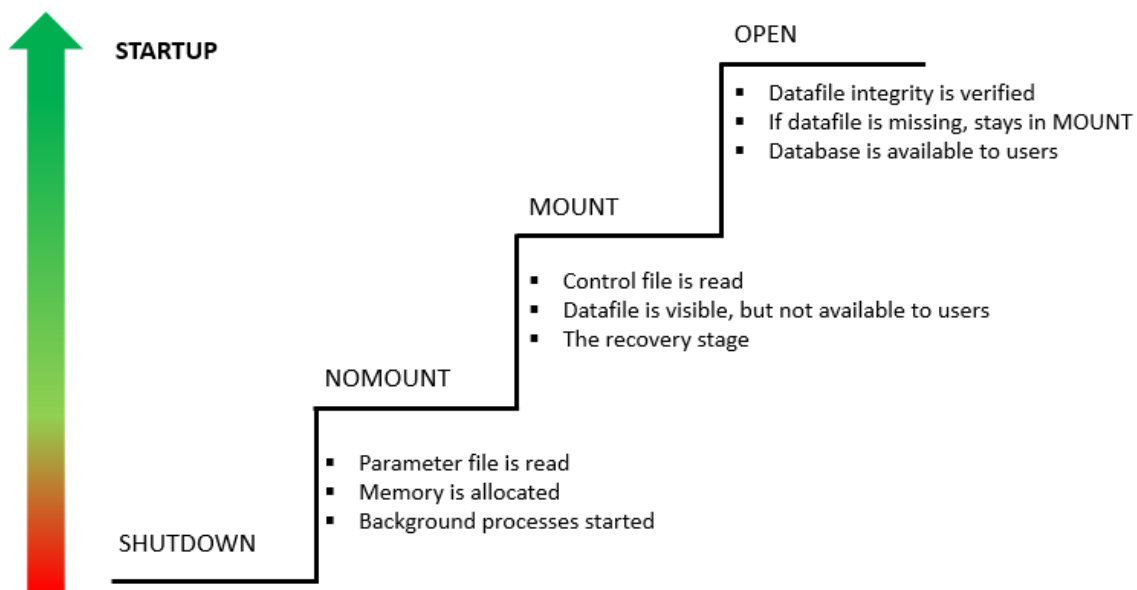 STARTUP
OPEN
▪ Datafile integrity is verified
▪ If datafile is missing, stays in MOUNT
▪ Database is available to users
MOUNT
▪ Control file is read
▪ Datafile is visible, but not available to users
▪ The recovery stage
NOMOUNT
▪ Parameter file is read
▪ Memory is allocated
▪ Background processes started
SHUTDOWN